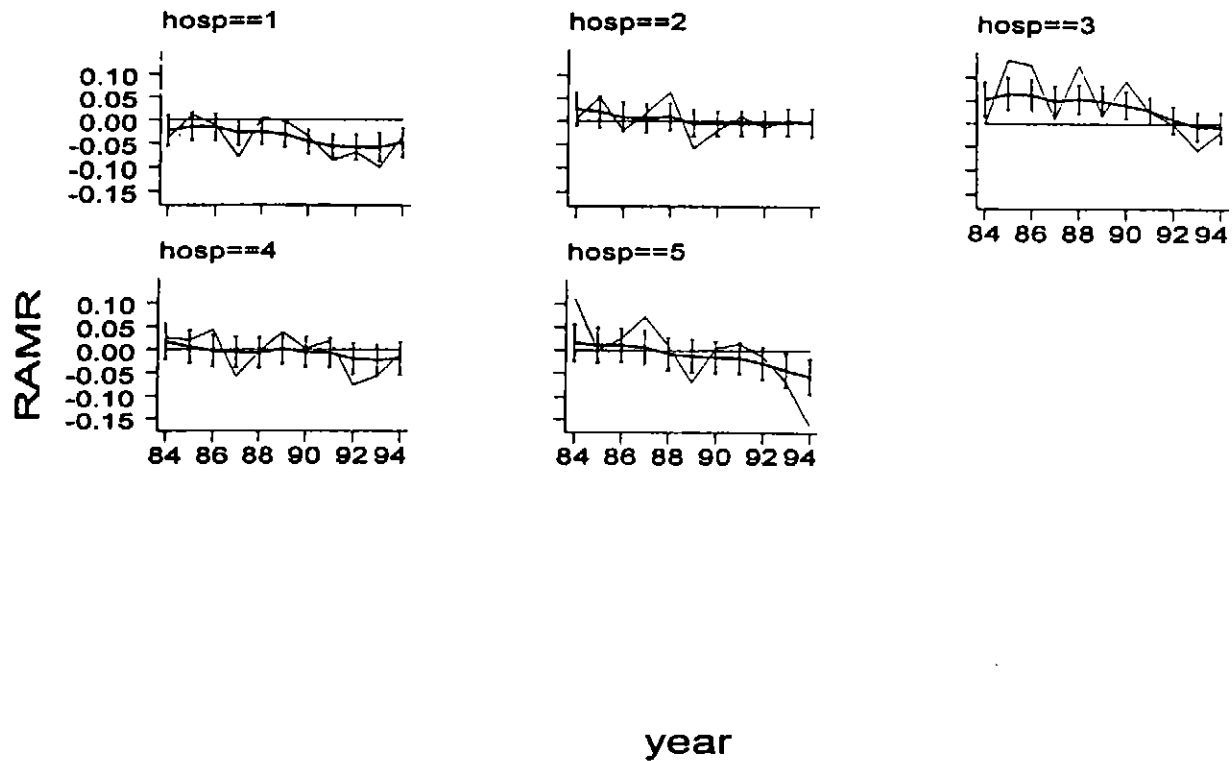 hosp==1
hosp==2
hosp==3
0.10
0.05
0.00
-0.05
-0.10
-0.15
84 86 88 90 92 94
hosp==4
hosp==5
RAMR
0.10
0.05
0.00
-0.05
-0.10
-0.15
84 86 88 90 92 94
84 86 88 90 92 94
year